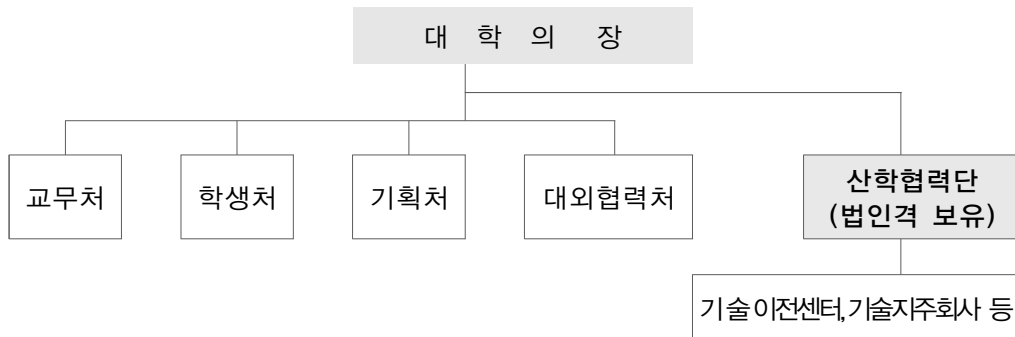 대 학 의 장
교무처
학생처
기획처
대외협력처
산학협력단
(법인격 보유)
기술이전센터, 기술지주회사 등